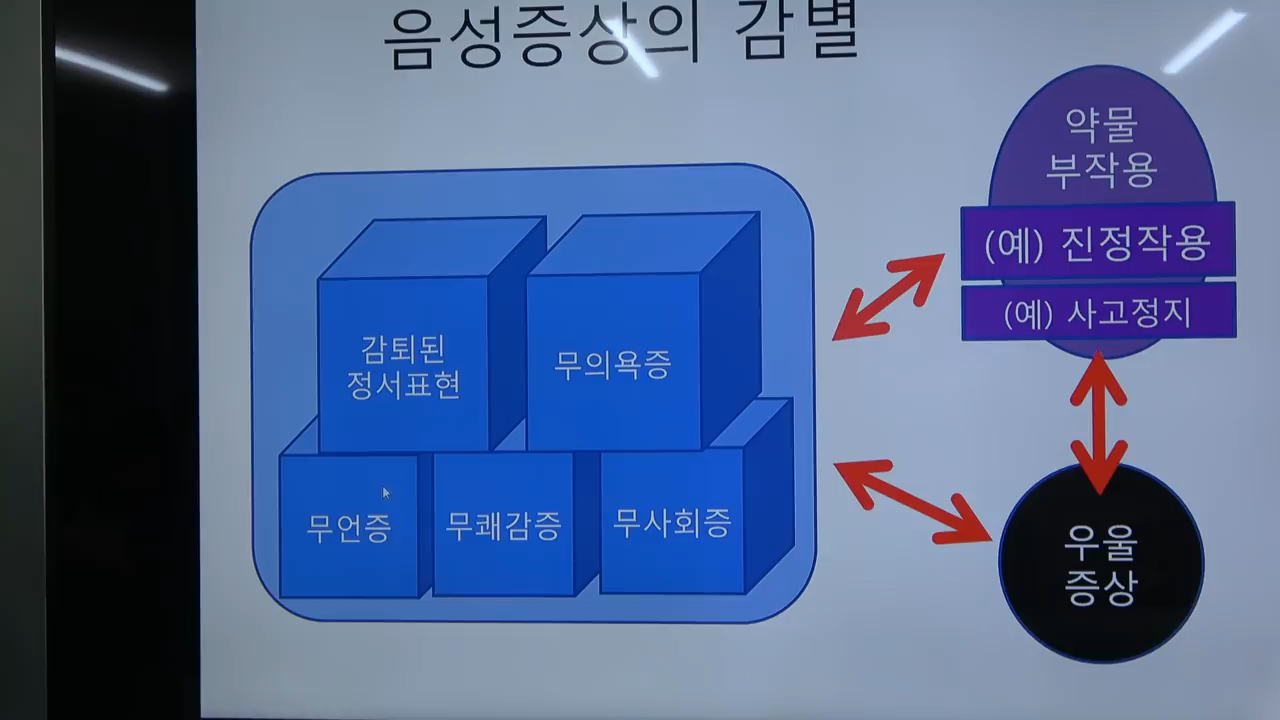 음성증상의 감별
약물
부작용
(예) 진정작용
(예) 사고정지
감퇴된
정서표현
무의욕증
무언증
무쾌감증
무사회증
우울
증상